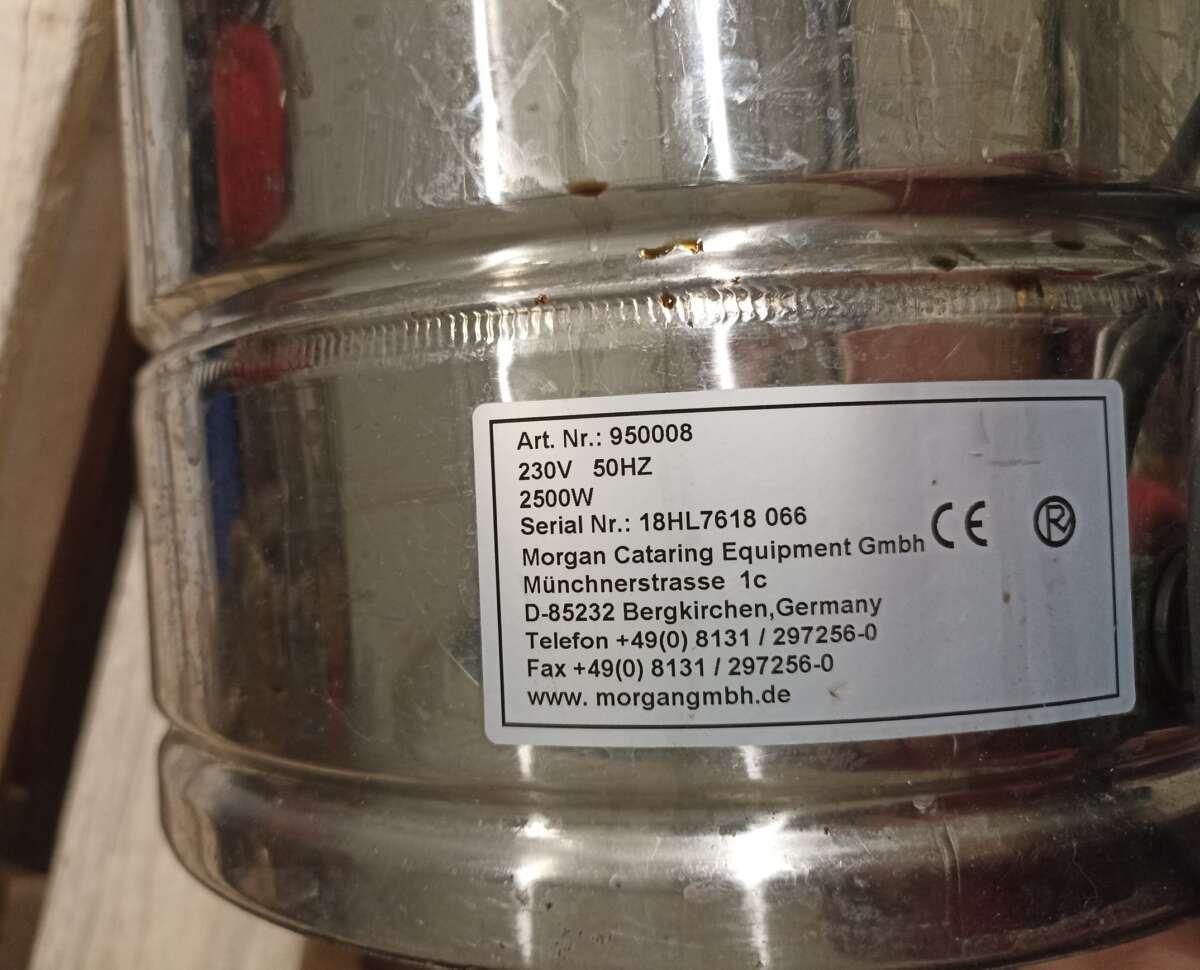 Art. Nr.: 950008
230V 50HZ
2500W
Serial Nr.: 18HL7618 066
Morgan Cataring Equipment Gmbh CE ®
Münchnerstrasse 1c
D-85232 Bergkirchen,Germany
Telefon +49(0) 8131 / 297256-0
Fax +49(0) 8131 / 297256-0
www. morgangmbh.de